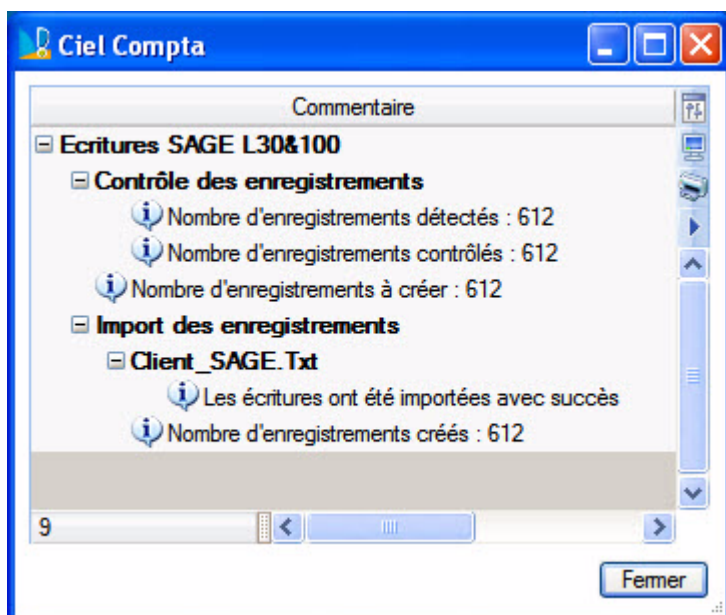 Ciel Compta
Commentaire
Ecritures SAGE L30&100
Contrôle des enregistrements
Nombre d'enregistrements détectés : 612
Nombre d'enregistrements contrôlés : 612
Nombre d'enregistrements à créer : 612
Import des enregistrements
Client_SAGE.Txt
Les écritures ont été importées avec succès
Nombre d'enregistrements créés : 612
9
Fermer